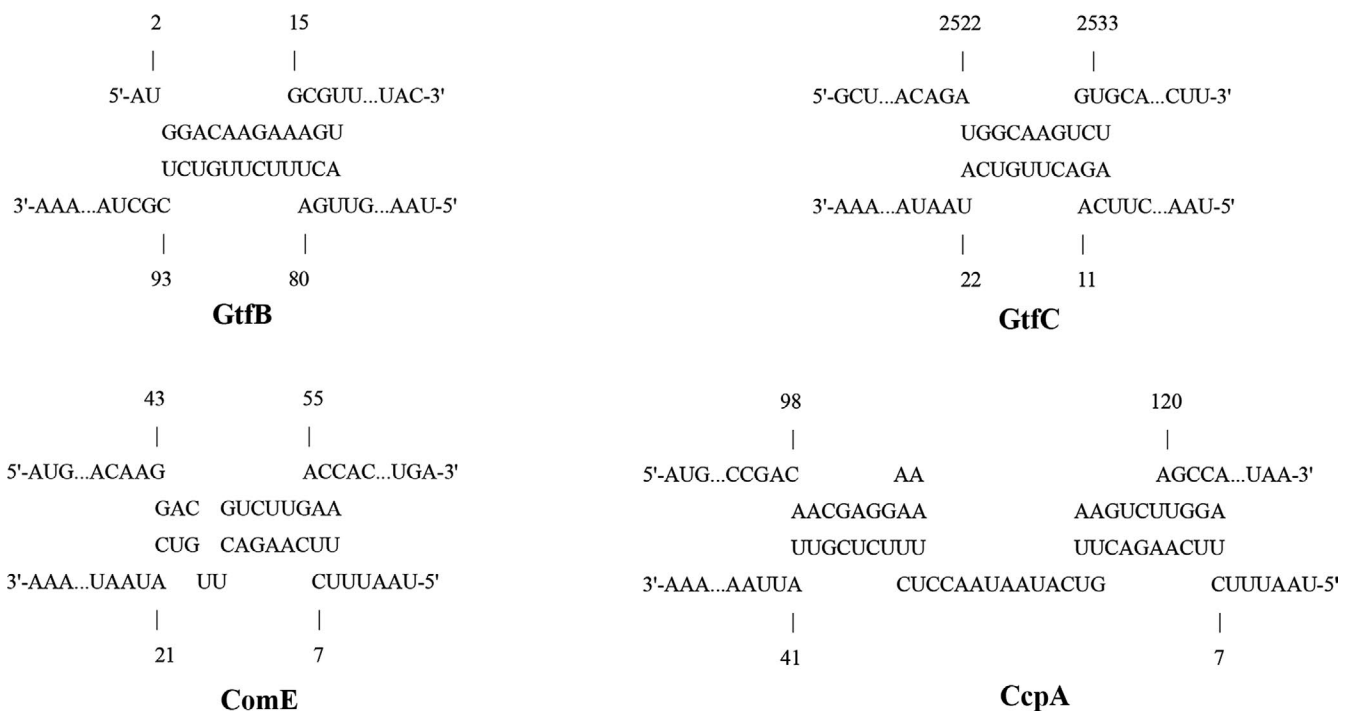 2 15
| |
5'-AU GCGUU...UAC-3'
GGACAAGAAAGU
UCUGUUCUUUCA
3'-AAA...AUCGC AGUUG...AAU-5'
| |
93 80
GtfB
2522 2533
| |
5'-GCU...ACAGA GUGCA...CUU-3'
UGGCAAGUCU
ACUGUUCAGA
3'-AAA...AUAAU ACUUC...AAU-5'
| |
22 11
GtfC
43 55
| |
5'-AUG...ACAAG ACCAC...UGA-3'
GAC GUCUUGAA
CUG CAGAACUU
3'-AAA...UAAUA UU CUUUAAU-5'
| |
21 7
ComE
98 120
| |
5'-AUG...CCGAC AA AGCCA...UAA-3'
AACGAGGAA AAGUCUUGGA
UUGCUCUUU UUCAGAACUU
3'-AAA...AAUUA CUCCAAUAAUACUG CUUUAAU-5'
| |
41 7
CcpA